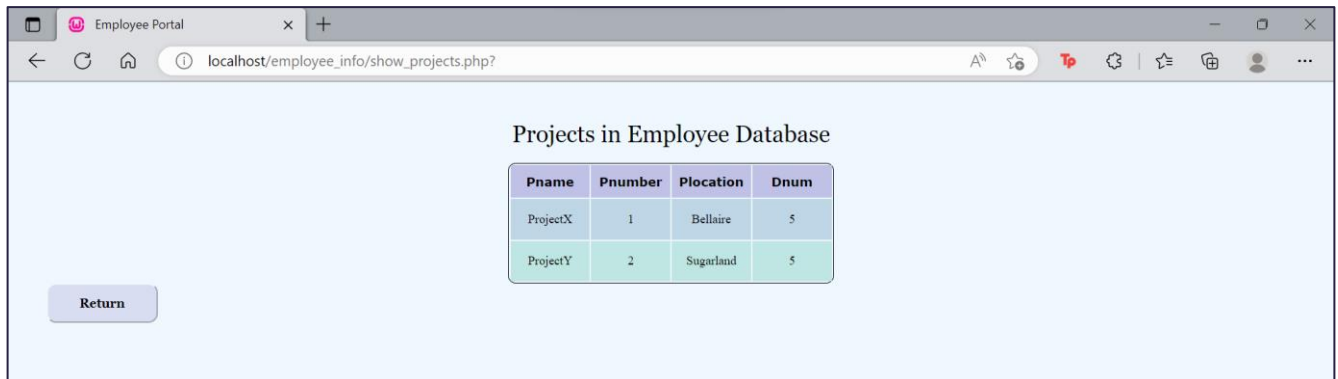 Employee Portal
localhost/employee_info/show_projects.php?
Tp
Projects in Employee Database
Pname Pnumber Plocation Dnum
ProjectX 1 Bellaire 5
ProjectY 2 Sugarland 5
Return